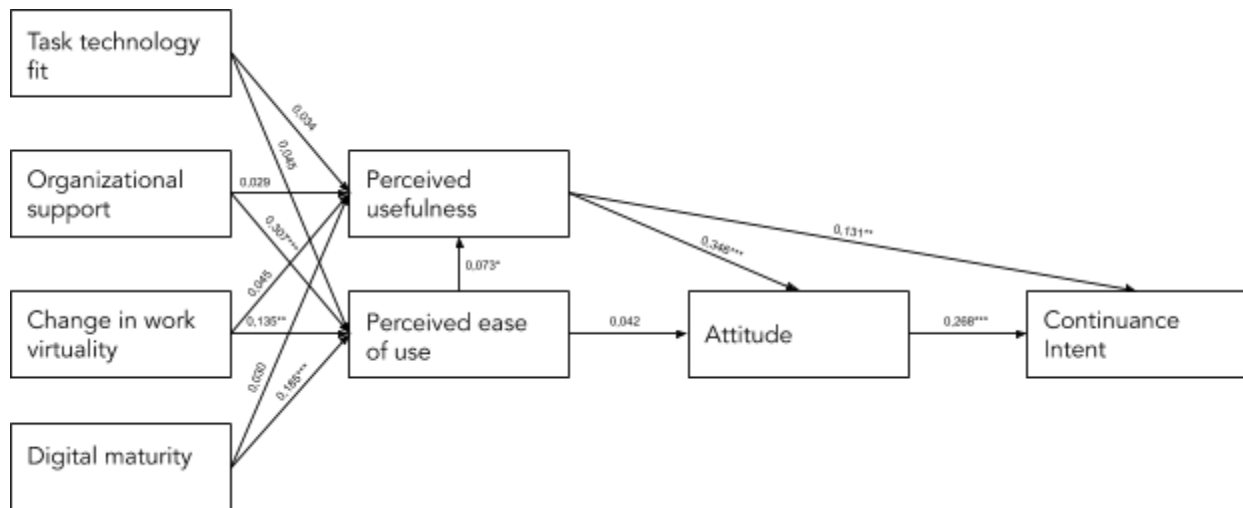 Task technology
fit
0,034
0,045
Organizational
support
0,029
0,307***
Perceived
usefulness
0,131**
0,346***
0,073*
0,045
Change in work
virtuality
0,135**
Perceived ease
of use
0,042
Attitude
0,268***
Continuance
Intent
0,030
0,185***
Digital maturity